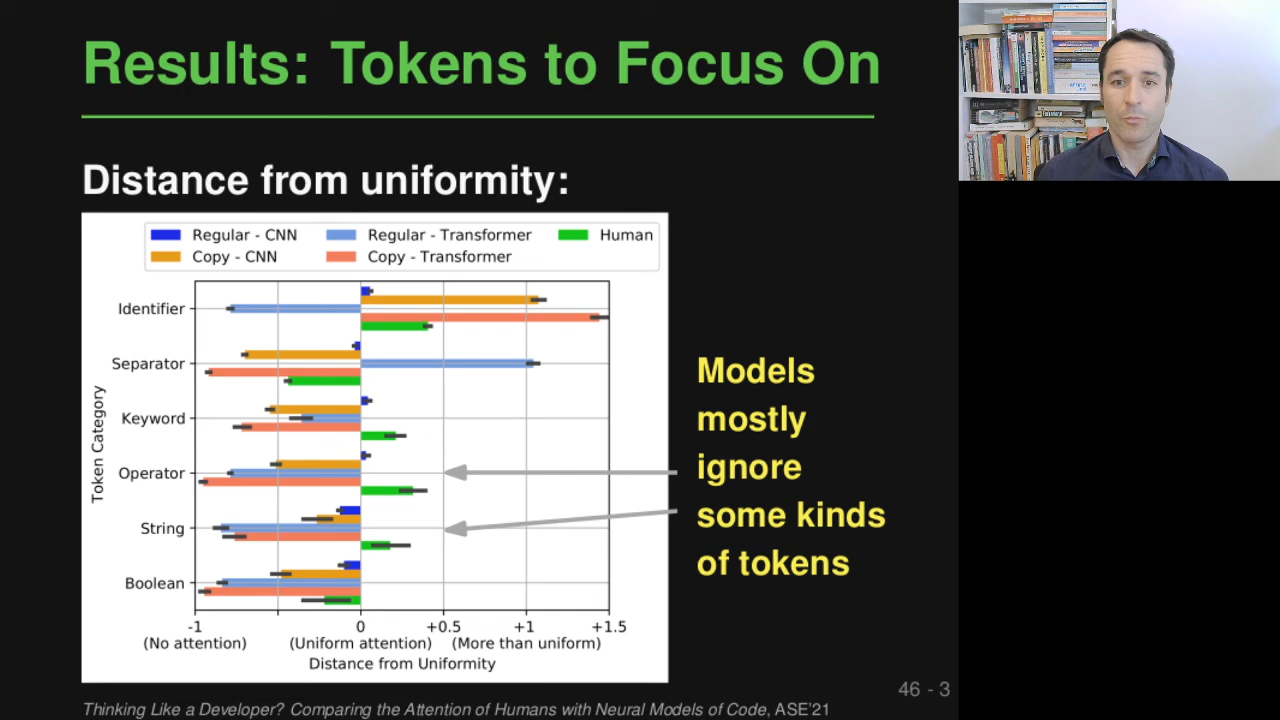 Results: Tokens to Focus On
Distance from uniformity:
Regular - CNN
Regular - Transformer
Human
Copy - CNN
Copy - Transformer
Token Category
Identifier
Separator
Keyword
Operator
String
Boolean
-1
0
+0.5
+1
+1.5
(No attention)
(Uniform attention)
(More than uniform)
Distance from Uniformity
Models
mostly
ignore
some kinds
of tokens
46 - 3
Thinking Like a Developer? Comparing the Attention of Humans with Neural Models of Code, ASE'21